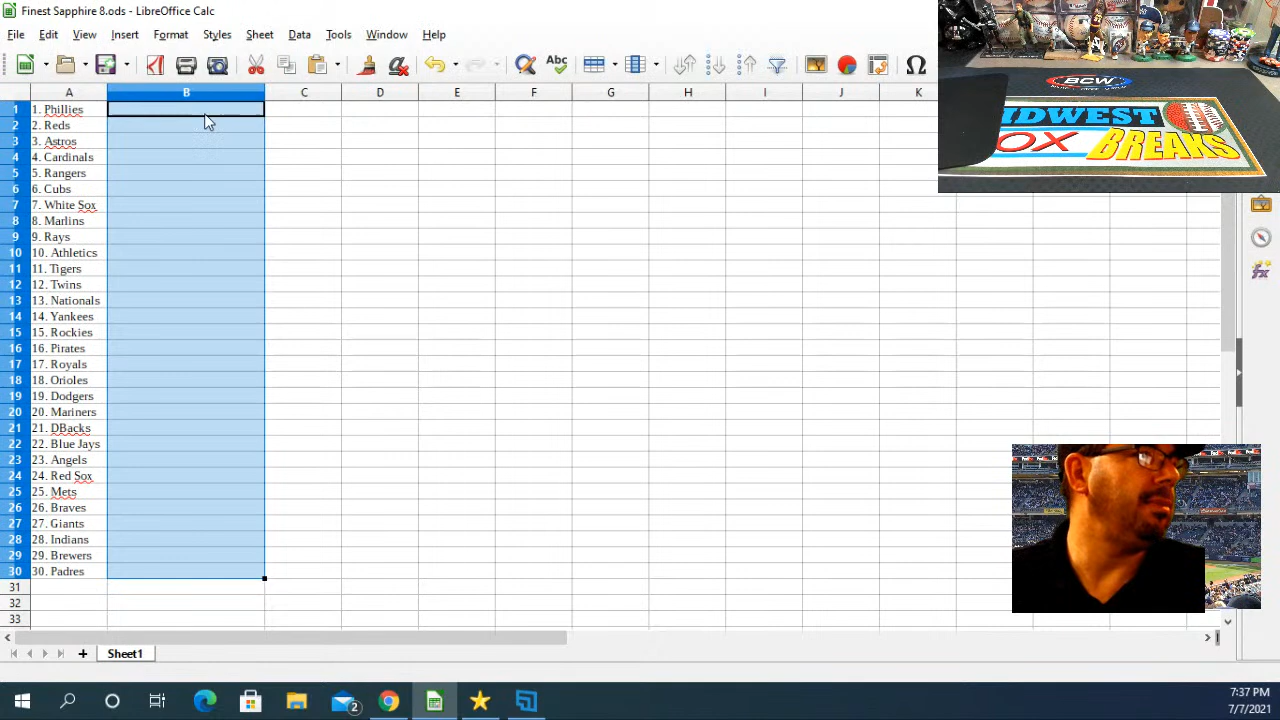 Finest Sapphire 8.ods - LibreOffice Calc
File Edit View Insert Format Styles Sheet Data Tools Window Help
A B C D E F G H I J K
1 1. Phillies
2 2. Reds
3 3. Astros
4 4. Cardinals
5 5. Rangers
6 6. Cubs
7 7. White Sox
8 8. Marlins
9 9. Rays
10 10. Athletics
11 11. Tigers
12 12. Twins
13 13. Nationals
14 14. Yankees
15 15. Rockies
16 16. Pirates
17 17. Royals
18 18. Orioles
19 19. Dodgers
20 20. Mariners
21 21. DBacks
22 22. Blue Jays
23 23. Angels
24 24. Red Sox
25 25. Mets
26 26. Braves
27 27. Giants
28 28. Indians
29 29. Brewers
30 30. Padres
31
32
33
Sheet1
BCW
IDWEST
OX BREAKS
FedEx
2
7:37 PM
7/7/2021